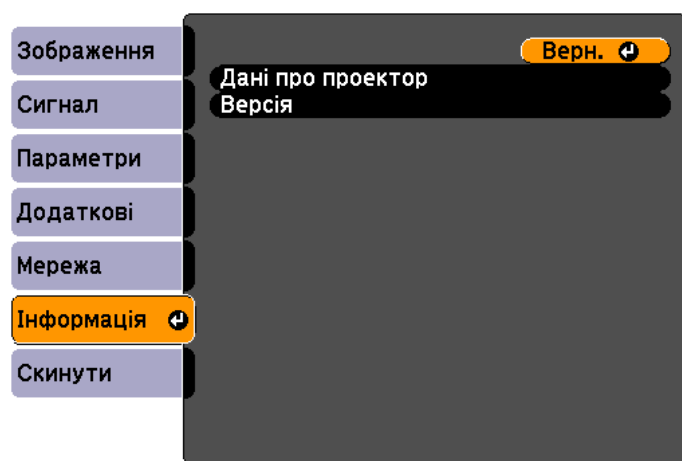 Зображення
Сигнал
Параметри
Додаткові
Мережа
Інформація
Скинути
Верн.
Дані про проектор
Версія